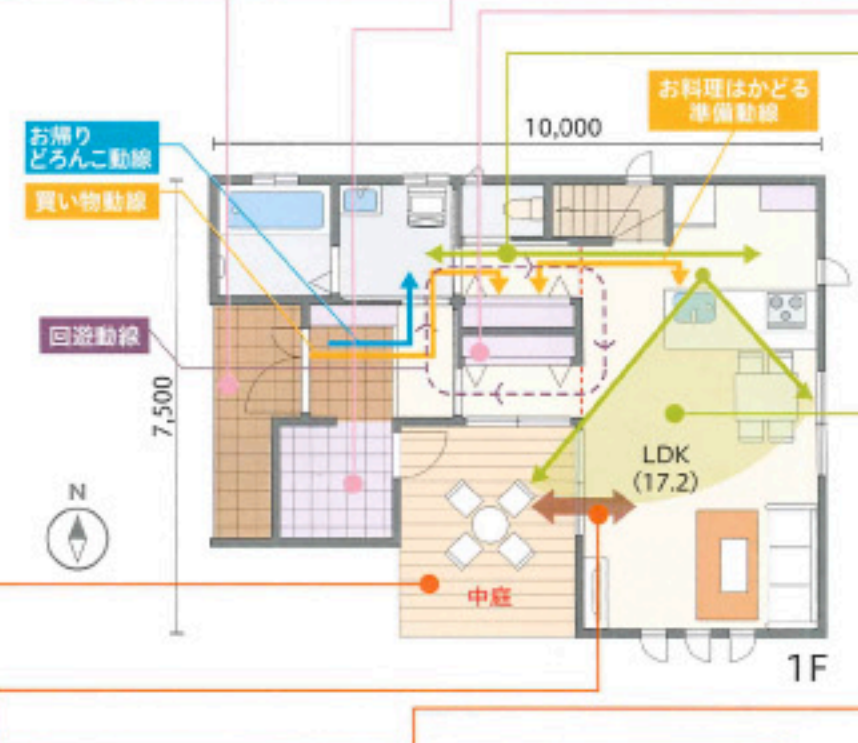 お料理はかどる
準備動線
10,000
お帰り
どろんこ動線
買い物動線
回遊動線
7,500
N
LDK
(17.2)
中庭
1F